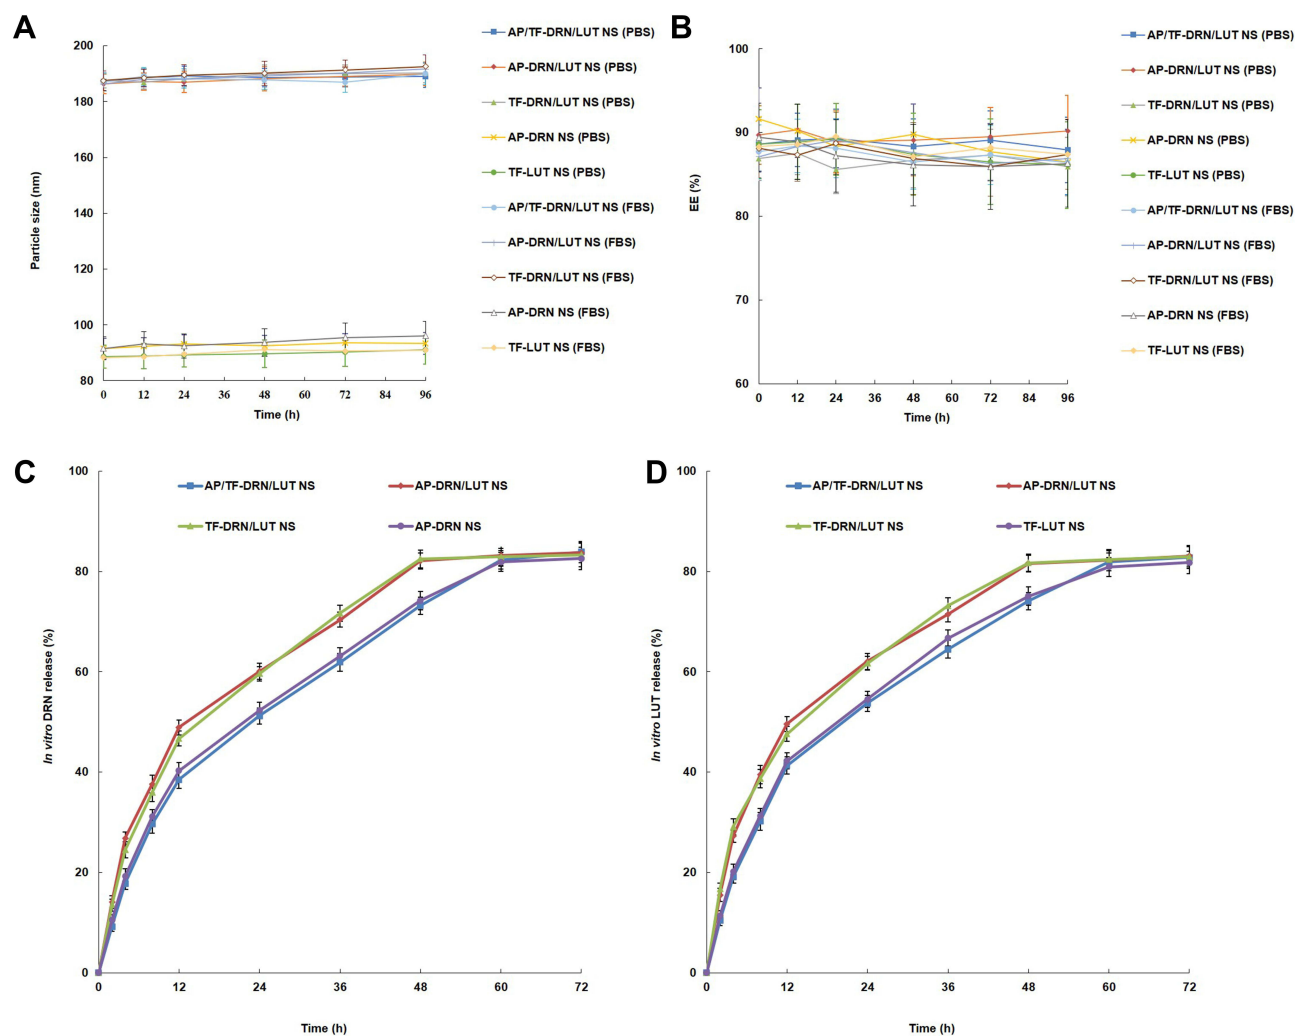 A
200
180
160
140
120
100
80
0 12 24 36 48 60 72 84 96
Particle size (nm)
Time (h)
AP/TF-DRN/LUT NS (PBS)
AP-DRN/LUT NS (PBS)
TF-DRN/LUT NS (PBS)
AP-DRN NS (PBS)
TF-LUT NS (PBS)
AP/TF-DRN/LUT NS (FBS)
AP-DRN/LUT NS (FBS)
TF-DRN/LUT NS (FBS)
AP-DRN NS (FBS)
TF-LUT NS (FBS)
B
100
90
80
70
60
0 12 24 36 48 60 72 84 96
EE (%)
Time (h)
AP/TF-DRN/LUT NS (PBS)
AP-DRN/LUT NS (PBS)
TF-DRN/LUT NS (PBS)
AP-DRN NS (PBS)
TF-LUT NS (PBS)
AP/TF-DRN/LUT NS (FBS)
AP-DRN/LUT NS (FBS)
TF-DRN/LUT NS (FBS)
AP-DRN NS (FBS)
TF-LUT NS (FBS)
C
AP/TF-DRN/LUT NS AP-DRN/LUT NS
TF-DRN/LUT NS AP-DRN NS
100
80
60
40
20
0
0 12 24 36 48 60 72
In vitro DRN release (%)
Time (h)
D
AP/TF-DRN/LUT NS AP-DRN/LUT NS
TF-DRN/LUT NS TF-LUT NS
100
80
60
40
20
0
0 12 24 36 48 60 72
In vitro LUT release (%)
Time (h)